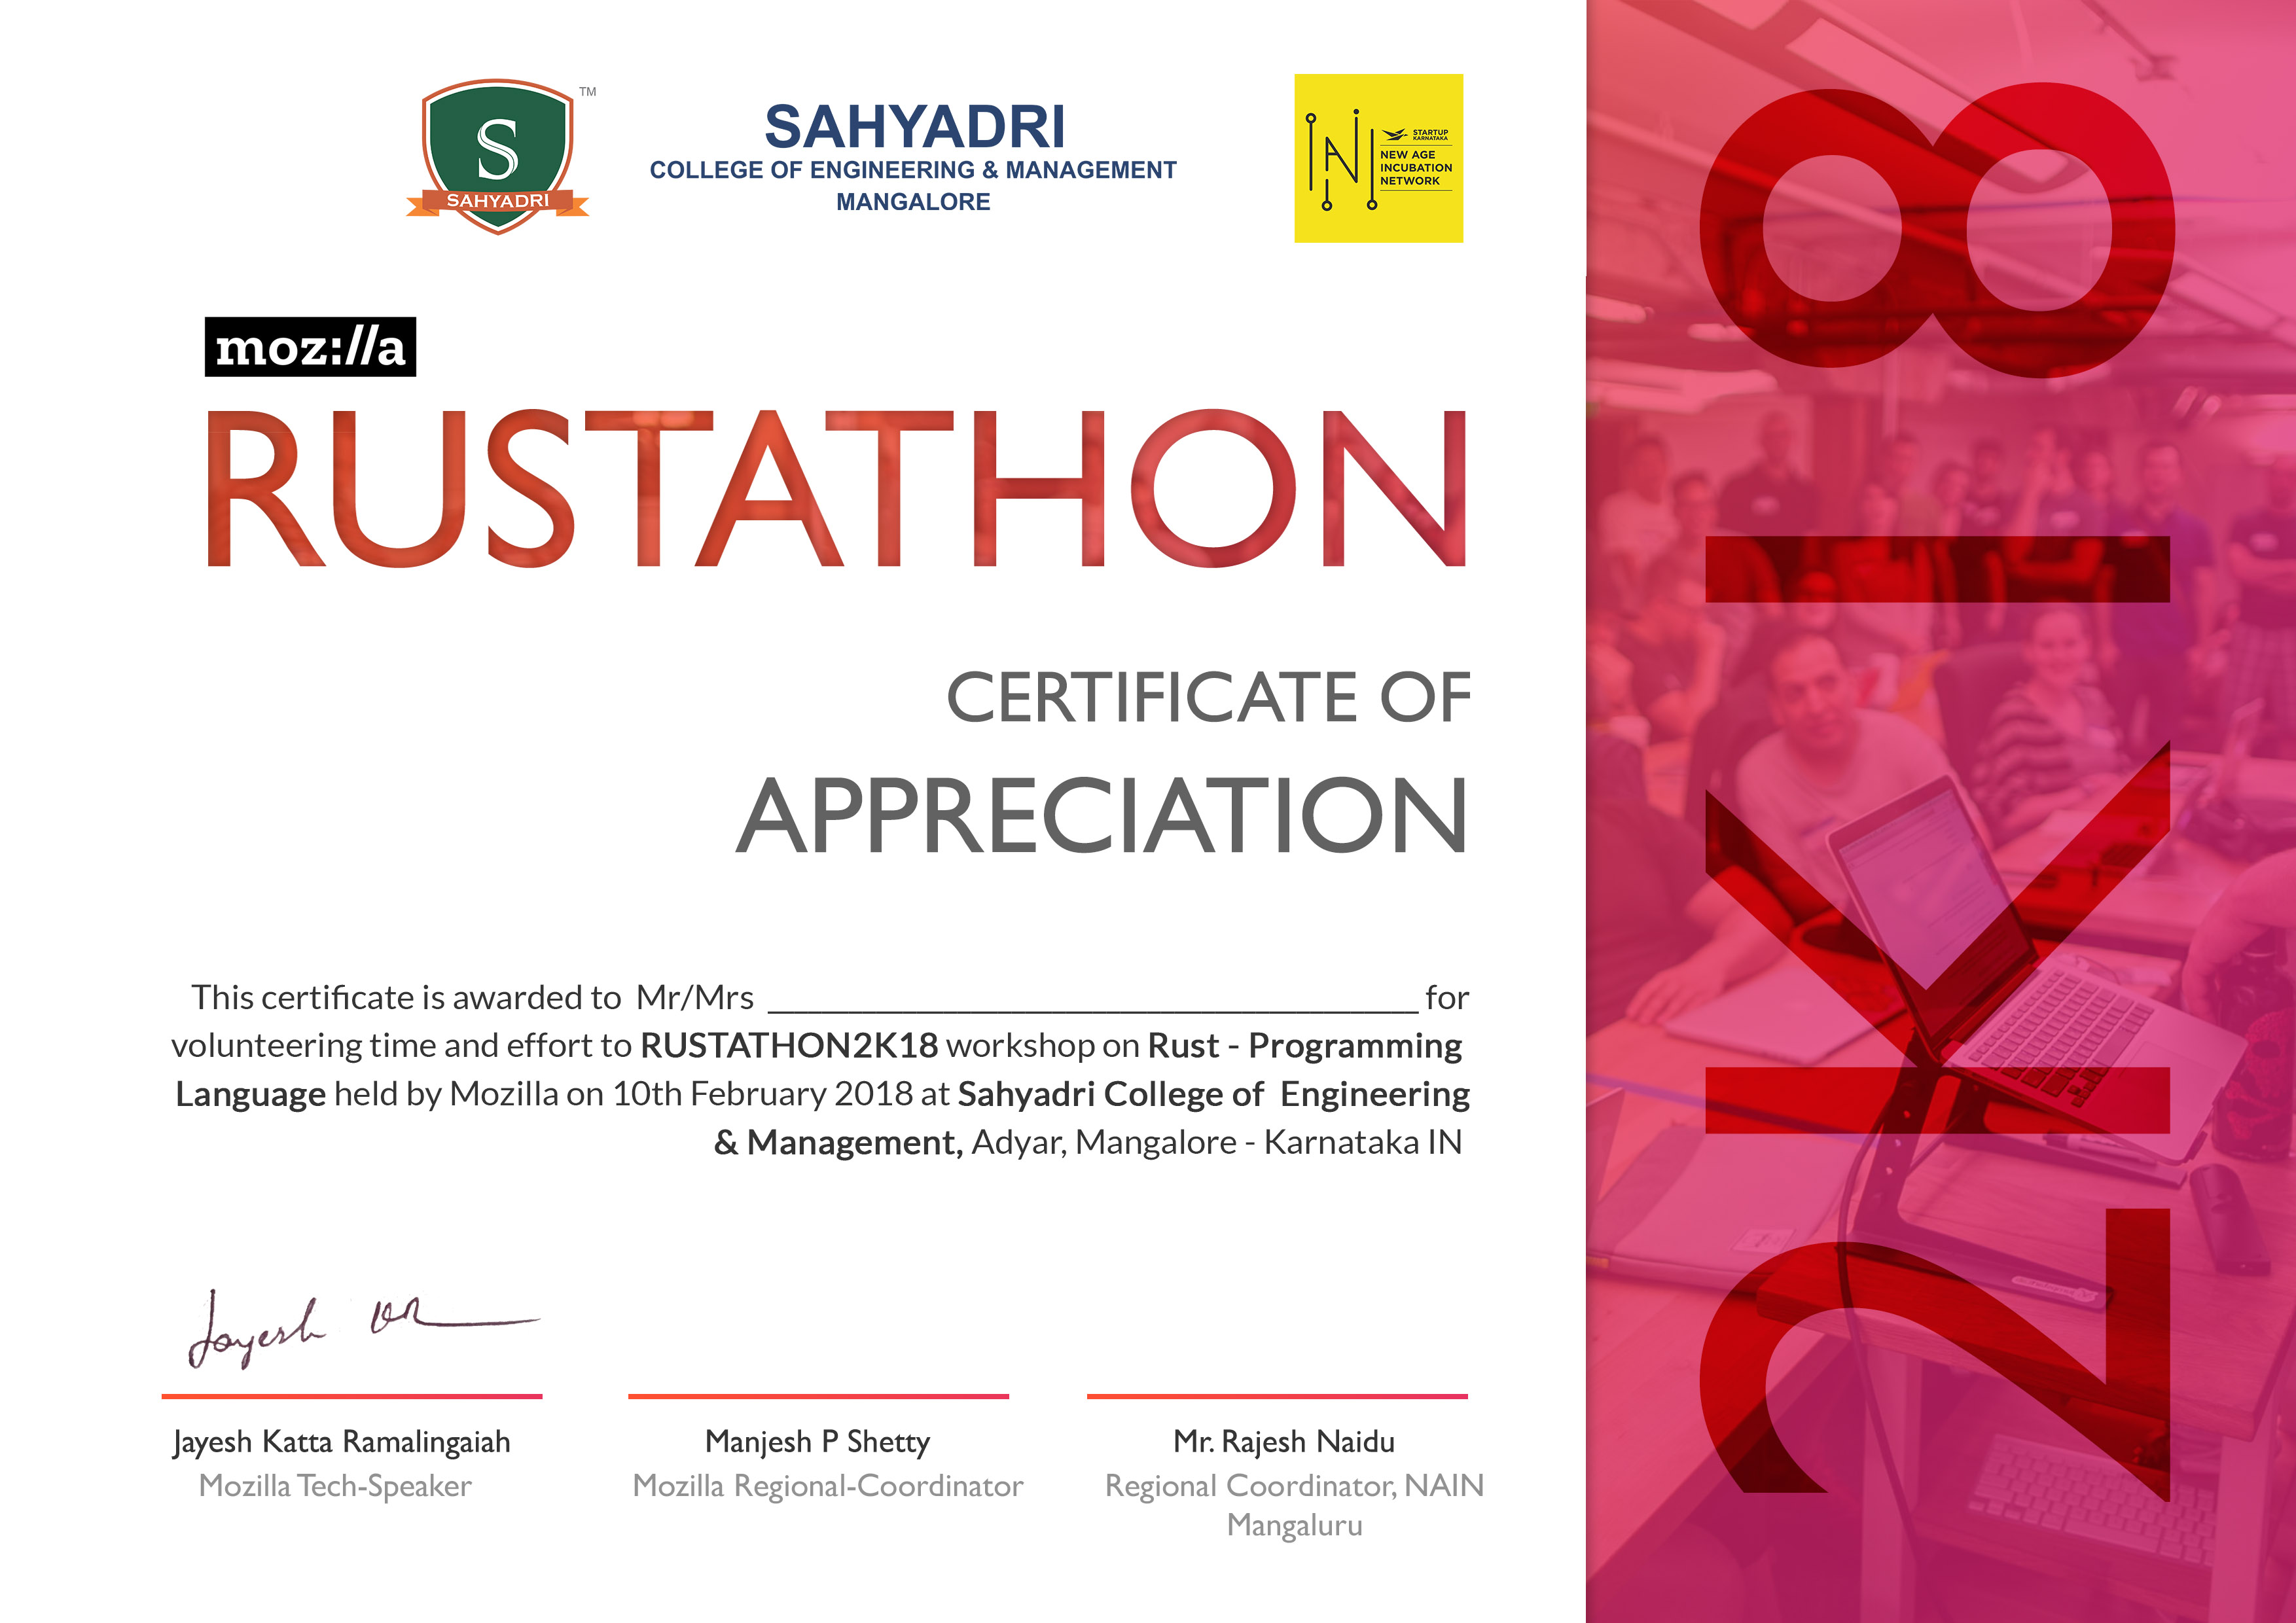 S
SAHYADRI
TM
SAHYADRI
COLLEGE OF ENGINEERING & MANAGEMENT
MANGALORE
STARTUP
KARNATAKA
NEW AGE
INCUBATION
NETWORK
moz://a
RUSTATHON
CERTIFICATE OF
APPRECIATION
This certificate is awarded to Mr/Mrs ______________________________________ for
volunteering time and effort to RUSTATHON2K18 workshop on Rust - Programming
Language held by Mozilla on 10th February 2018 at Sahyadri College of Engineering
& Management, Adyar, Mangalore - Karnataka IN
Jayesh KR
Jayesh Katta Ramalingaiah
Mozilla Tech-Speaker
Manjesh P Shetty
Mozilla Regional-Coordinator
Mr. Rajesh Naidu
Regional Coordinator, NAIN
Mangaluru
2K18